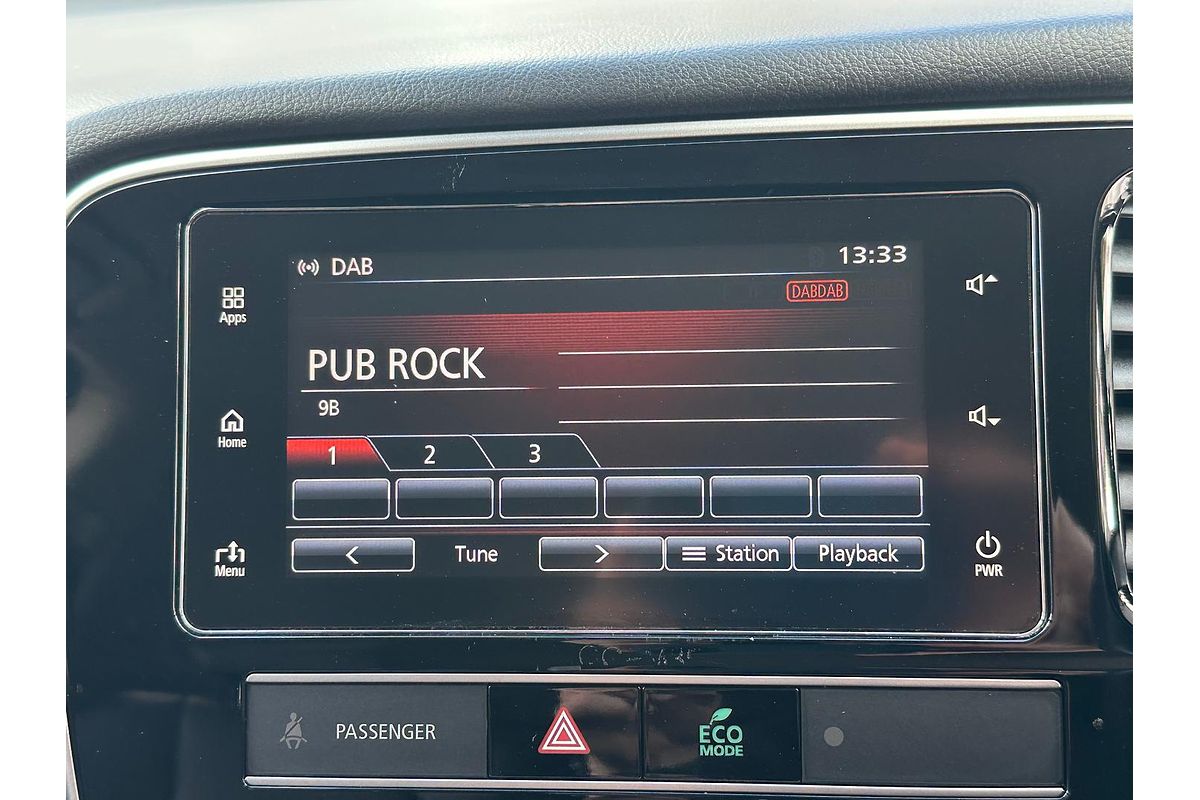 DAB
13:33
DABDAB
Apps
PUB ROCK
9B
Home
1 2 3
< Tune > Station Playback
Menu
PWR
PASSENGER
ECO
MODE